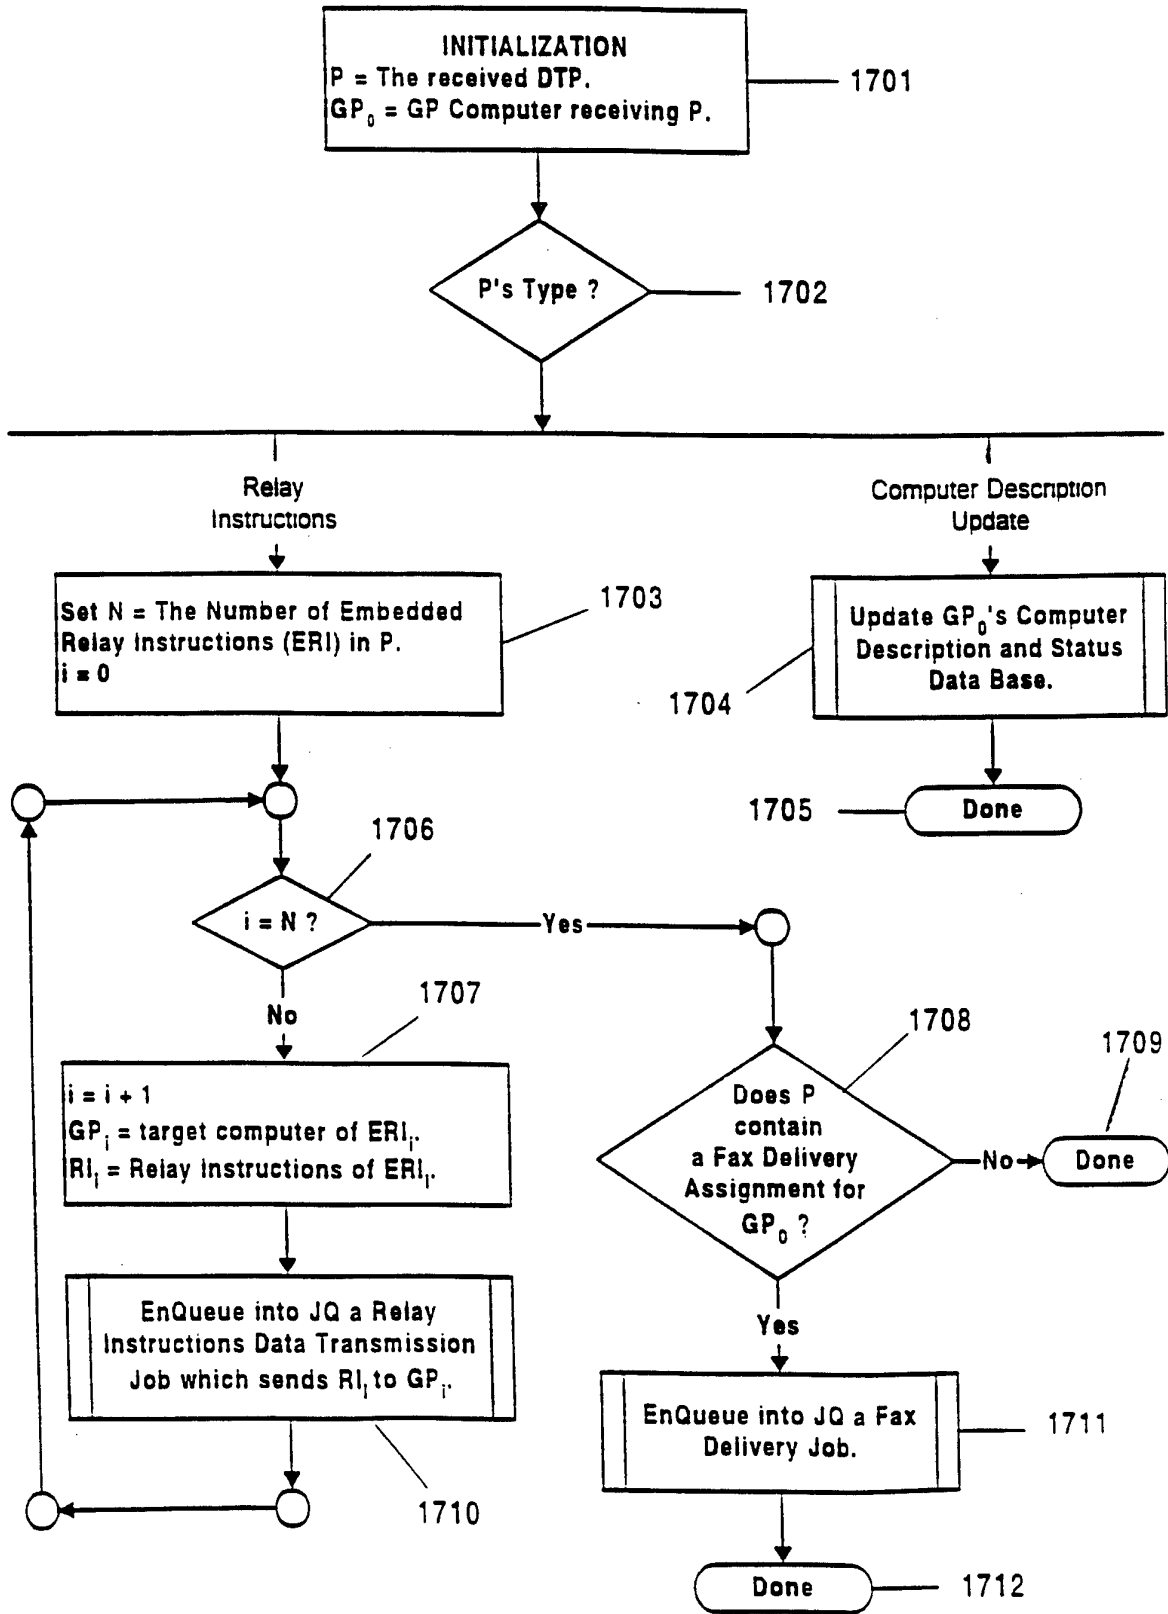 INITIALIZATION
P = The received DTP.
GP₀ = GP Computer receiving P.
1701
P's Type ?
1702
Relay
Instructions
Computer Description
Update
Set N = The Number of Embedded
Relay Instructions (ERI) in P.
i = 0
1703
Update GP₀'s Computer
Description and Status
Data Base.
1704
Done
1705
1706
i = N ?
Yes
No
1707
i = i + 1
GPᵢ = target computer of ERIᵢ.
RIᵢ = Relay Instructions of ERIᵢ.
1708
Does P
contain
a Fax Delivery
Assignment for
GP₀ ?
No
1709
Done
EnQueue into JQ a Relay
Instructions Data Transmission
Job which sends RIᵢ to GPᵢ.
1710
Yes
EnQueue into JQ a Fax
Delivery Job.
1711
Done
1712